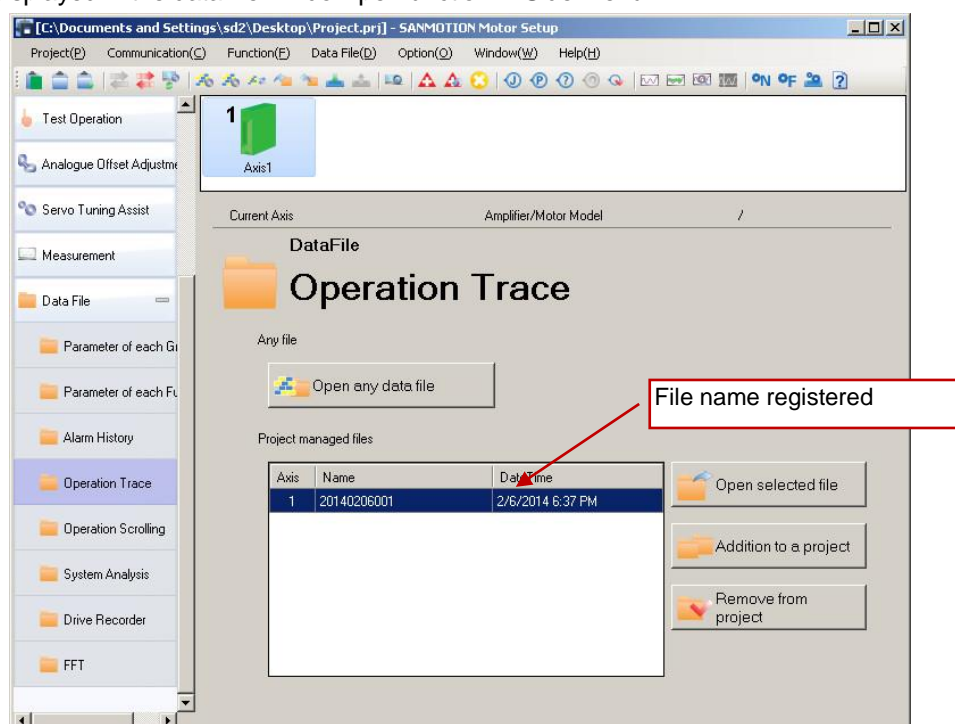 [C:\Documents and Settings\sd2\Desktop\Project.prj] - SANMOTION Motor Setup
Project(P) Communication(C) Function(F) Data File(D) Option(O) Window(W) Help(H)
Test Operation
Analogue Offset Adjustme
Servo Tuning Assist
Measurement
Data File
Parameter of each Gr
Parameter of each Fu
Alarm History
Operation Trace
Operation Scrolling
System Analysis
Drive Recorder
FFT
1
Axis1
Current Axis Amplifier/Motor Model /
DataFile
Operation Trace
Any file
Open any data file
File name registered
Project managed files
Axis Name DateTime
1 20140206001 2/6/2014 6:37 PM
Open selected file
Addition to a project
Remove from
project